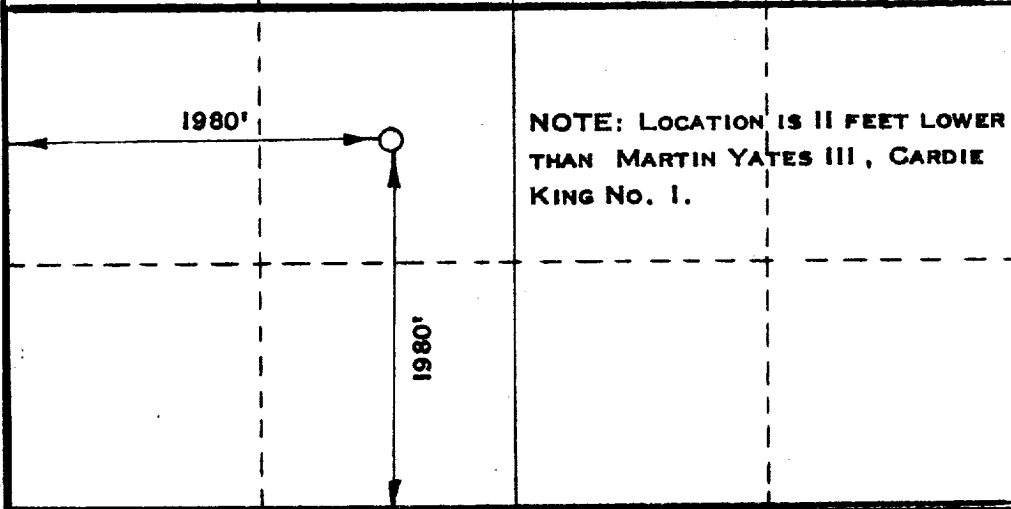 1980'
NOTE: LOCATION IS 11 FEET LOWER
THAN MARTIN YATES III, CARDIE
KING NO. 1.
1980'